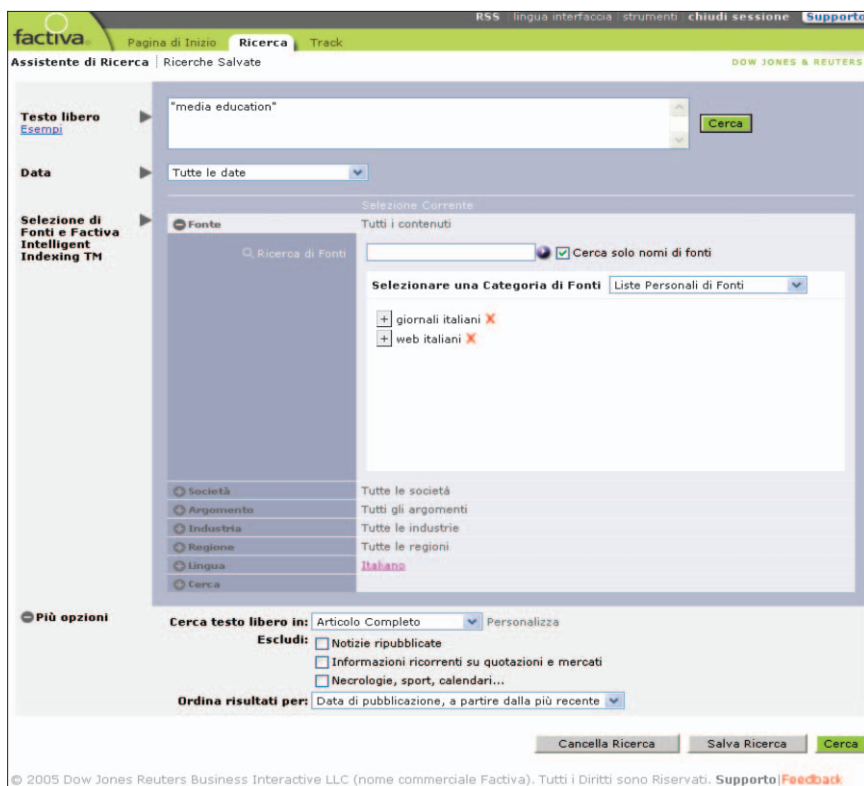 RSS | lingua interfaccia | strumenti | chiudi sessione Supporto
factiva. Pagina di Inizio Ricerca Track
Assistente di Ricerca | Ricerche Salvate DOW JONES & REUTERS
Testo libero "media education" Cerca
Esempi
Data Tutte le date
Selezione Corrente
Selezione di Fonti e Factiva Intelligent Indexing TM
Fonte Tutti i contenuti
Ricerca di Fonti Cerca solo nomi di fonti
Selezionare una Categoria di Fonti Liste Personali di Fonti
+ giornali italiani X
+ web italiani X
Società Tutte le società
Argomento Tutti gli argomenti
Industria Tutte le industrie
Regione Tutte le regioni
Lingua Italiano
Cerca
Più opzioni
Cerca testo libero in: Articolo Completo Personalizza
Escludi: Notizie ripubblicate
Informazioni ricorrenti su quotazioni e mercati
Necrologie, sport, calendari...
Ordina risultati per: Data di pubblicazione, a partire dalla più recente
Cancella Ricerca Salva Ricerca Cerca
© 2005 Dow Jones Reuters Business Interactive LLC (nome commerciale Factiva). Tutti i Diritti sono Riservati. Supporto|Feedback